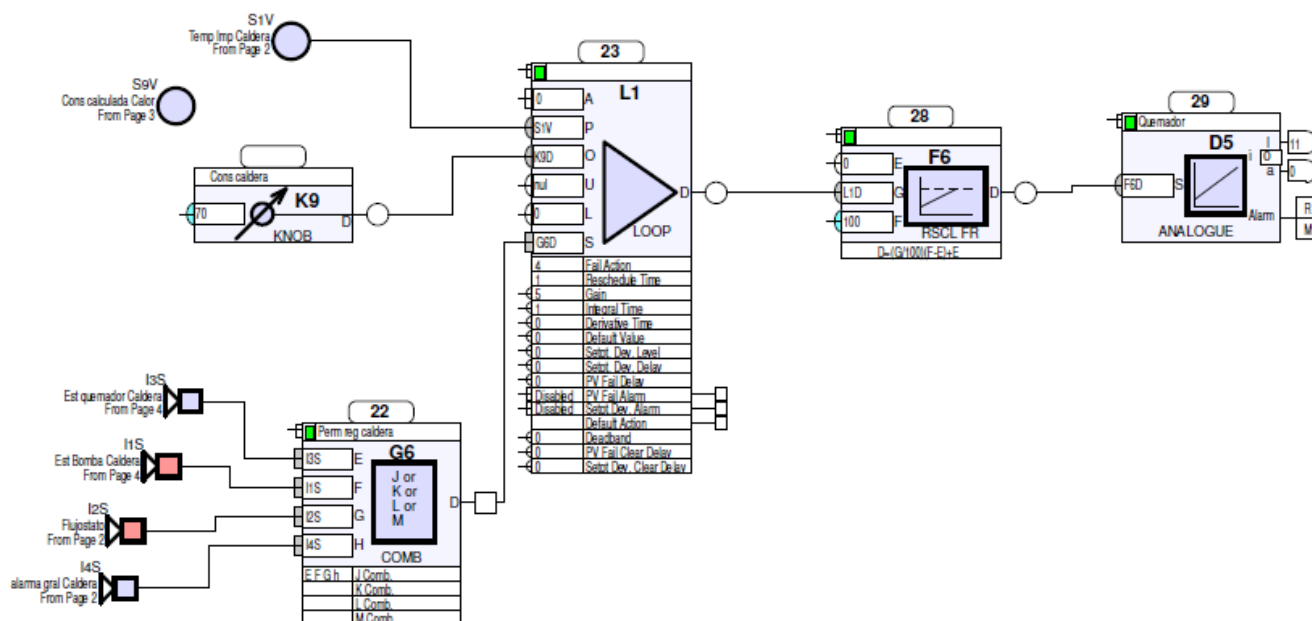 S1V
Temp Imp Caldera
From Page 2
S9V
Cons calculada Calor
From Page 3
Cons caldera
70
K9
D
KNOB
23
L1
0 A
S1V P
K9D O
nul U
0 L
G6D S
D
LOOP
4 Fail Action
1 Reschedule Time
5 Gain
1 Integral Time
0 Derivative Time
0 Default Value
0 Setpt. Dev. Level
0 Setpt. Dev. Delay
0 PV Fail Delay
Disabled PV Fail Alarm
Disabled Setpt Dev. Alarm
Default Action
0 Deadband
0 PV Fail Clear Delay
0 Setpt Dev. Clear Delay
28
F6
0 E
L1D G
100 F
D
RSCL FR
D=(G/100)(F-E)+E
29
Quemador
D5
F6D S
I 11
i o
a 0
Alarm R
M
ANALOGUE
I3S
Est quemador Caldera
From Page 4
I1S
Est Bomba Caldera
From Page 4
I2S
Flujostato
From Page 2
I4S
alarma gral Caldera
From Page 2
22
Perm reg caldera
G6
I3S E
I1S F
I2S G
I4S H
J or
K or
L or
M
D
COMB
E F G h J Comb.
K Comb.
L Comb.
M Comb